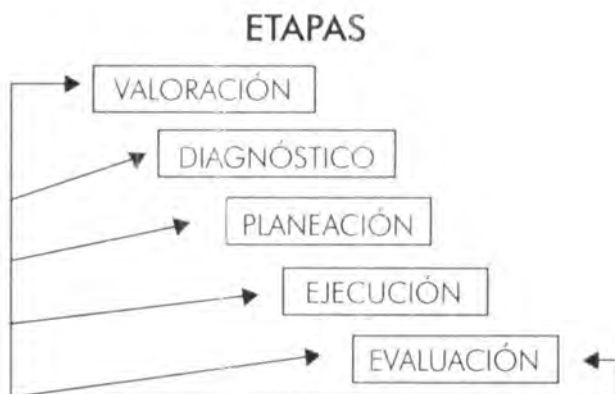 ETAPAS
VALORACIÓN
DIAGNÓSTICO
PLANEACIÓN
EJECUCIÓN
EVALUACIÓN